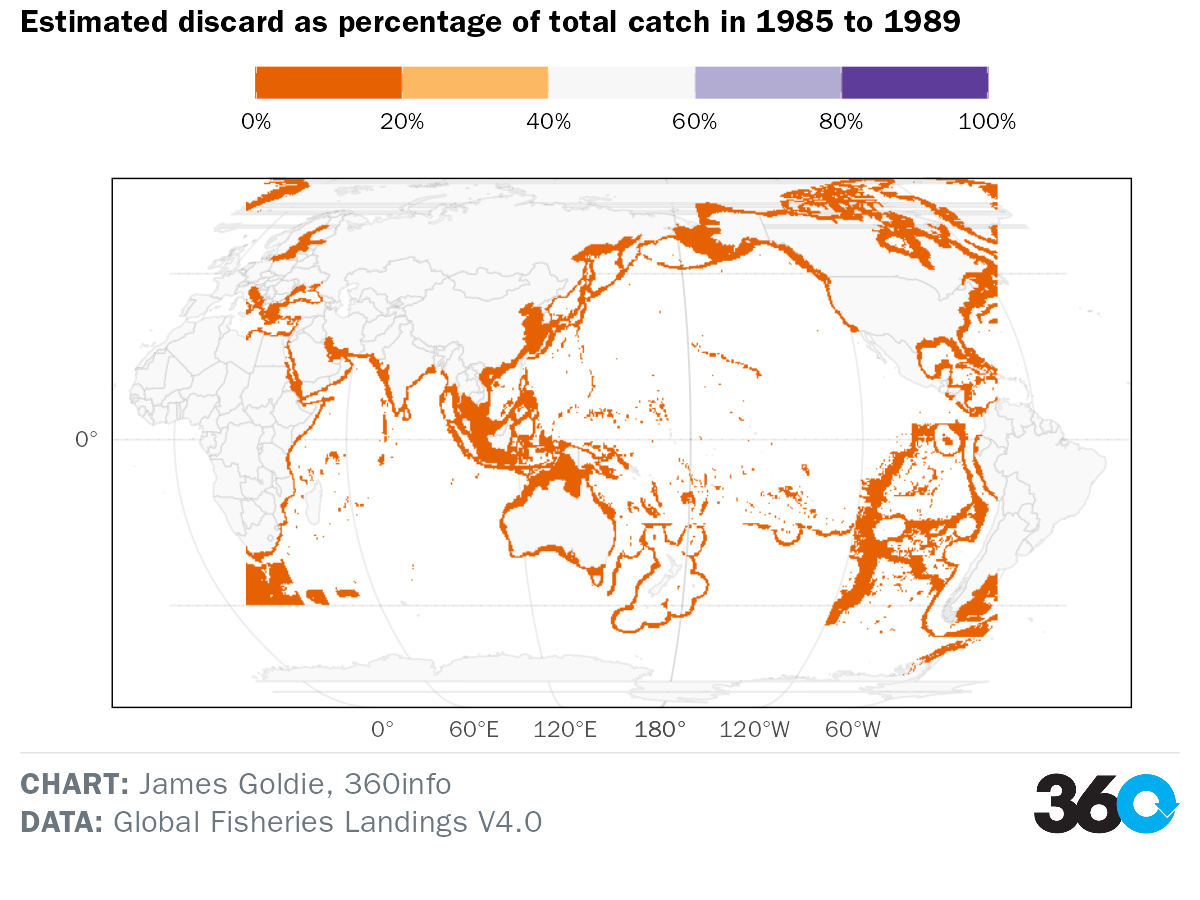 Estimated discard as percentage of total catch in 1985 to 1989
0% 20% 40% 60% 80% 100%
0°
0° 60°E 120°E 180° 120°W 60°W
CHART: James Goldie, 360info
DATA: Global Fisheries Landings V4.0
360